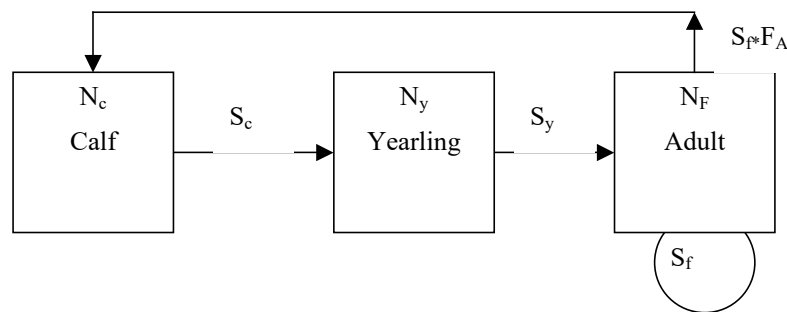 S_f*F_A
N_c
Calf
S_c
N_y
Yearling
S_y
N_F
Adult
S_f